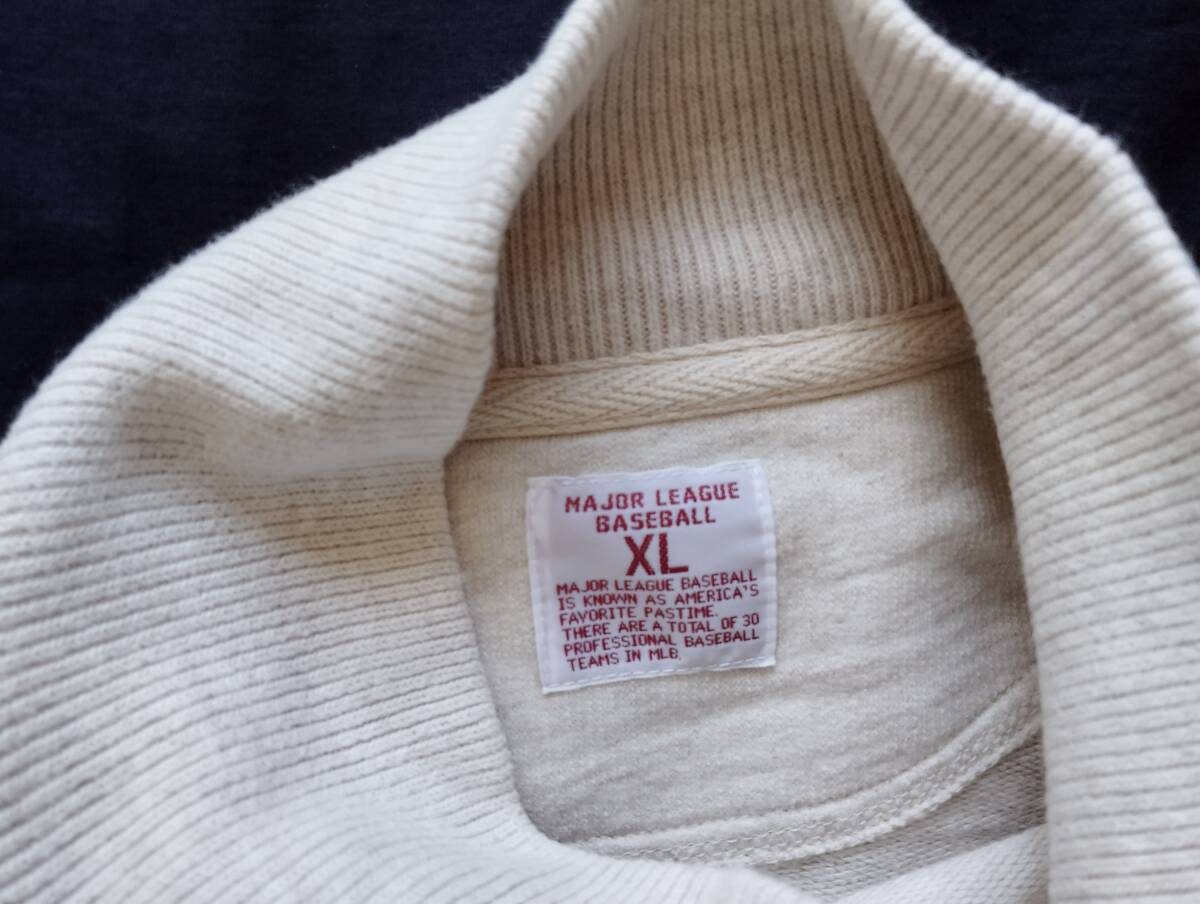 MAJOR LEAGUE
BASEBALL
XL
MAJOR LEAGUE BASEBALL
IS KNOWN AS AMERICA'S
FAVORITE PASTIME.
THERE ARE A TOTAL OF 30
PROFESSIONAL BASEBALL
TEAMS IN MLB.